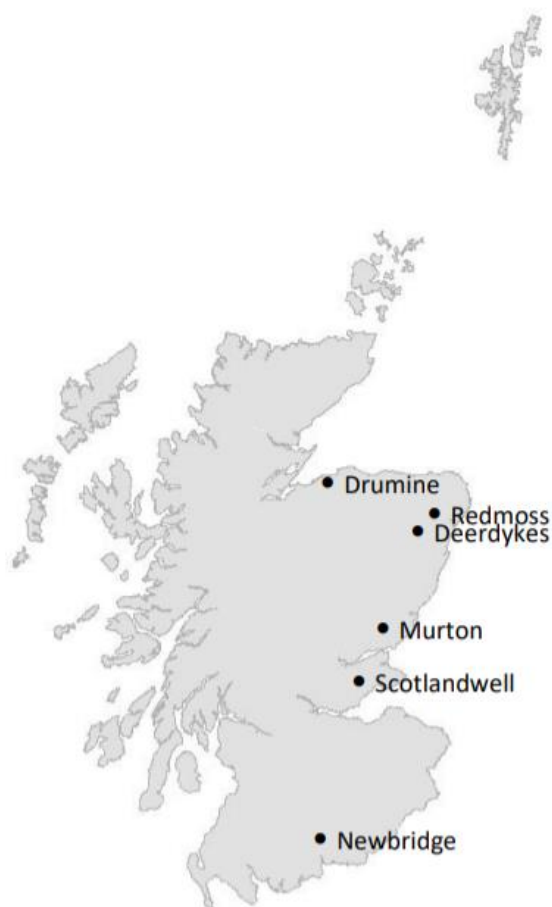 Drumine
Redmoss
Deerdykes
Murton
Scotlandwell
Newbridge